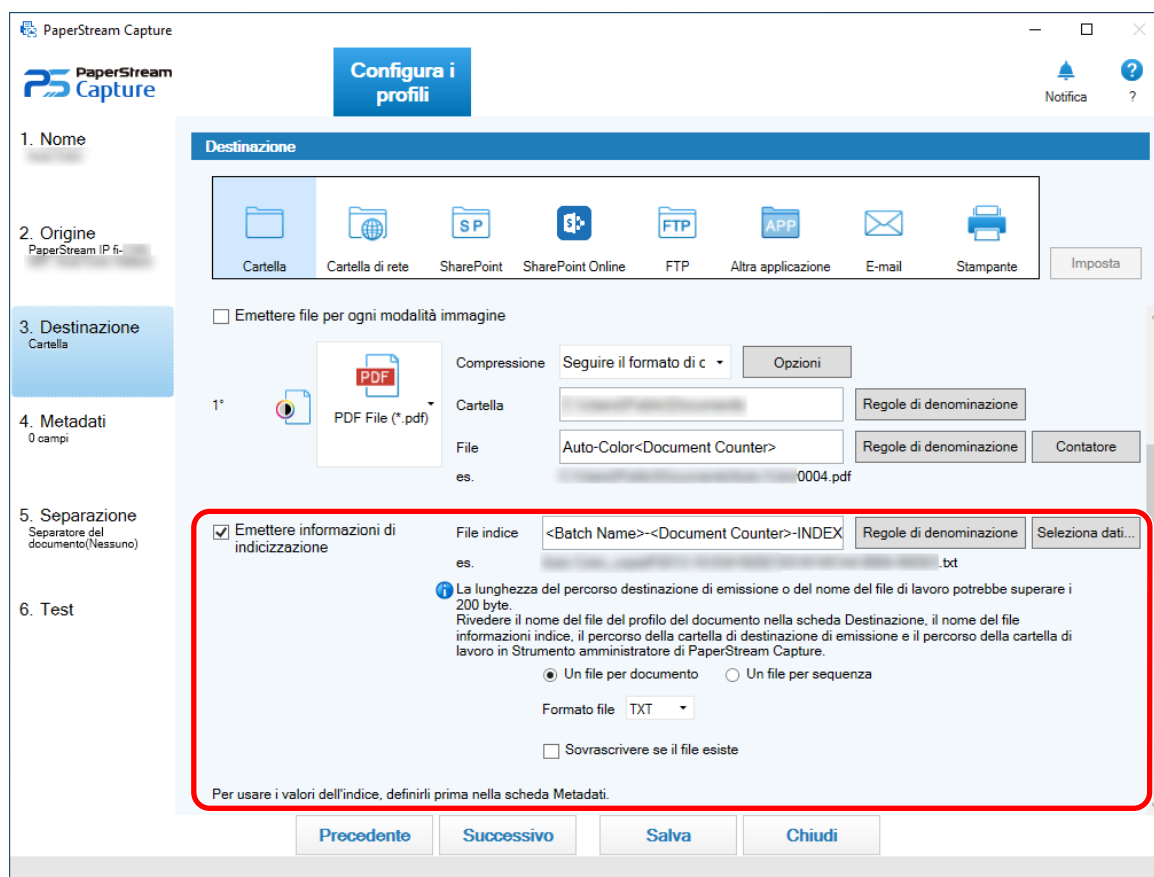 PaperStream Capture
PaperStream
Capture
Configura i
profili
Notifica
?
1. Nome
2. Origine
PaperStream IP fi-
3. Destinazione
Cartella
4. Metadati
0 campi
5. Separazione
Separatore del
documento(Nessuno)
6. Test
Destinazione
SP
S
FTP
APP
Cartella
Cartella di rete
SharePoint
SharePoint Online
FTP
Altra applicazione
E-mail
Stampante
Imposta
Emettere file per ogni modalità immagine
1°
PDF
PDF File (*.pdf)
Compressione
Seguire il formato di c
Opzioni
Cartella
Regole di denominazione
File
Auto-Color<Document Counter>
Regole di denominazione
Contatore
es.
0004.pdf
Emettere informazioni di
indicizzazione
File indice
<Batch Name>-<Document Counter>-INDEX
Regole di denominazione
Seleziona dati...
es.
.txt
La lunghezza del percorso destinazione di emissione o del nome del file di lavoro potrebbe superare i
200 byte.
Rivedere il nome del file del profilo del documento nella scheda Destinazione, il nome del file
informazioni indice, il percorso della cartella di destinazione di emissione e il percorso della cartella di
lavoro in Strumento amministratore di PaperStream Capture.
Un file per documento
Un file per sequenza
Formato file
TXT
Sovrascrivere se il file esiste
Per usare i valori dell'indice, definirli prima nella scheda Metadati.
Precedente
Successivo
Salva
Chiudi